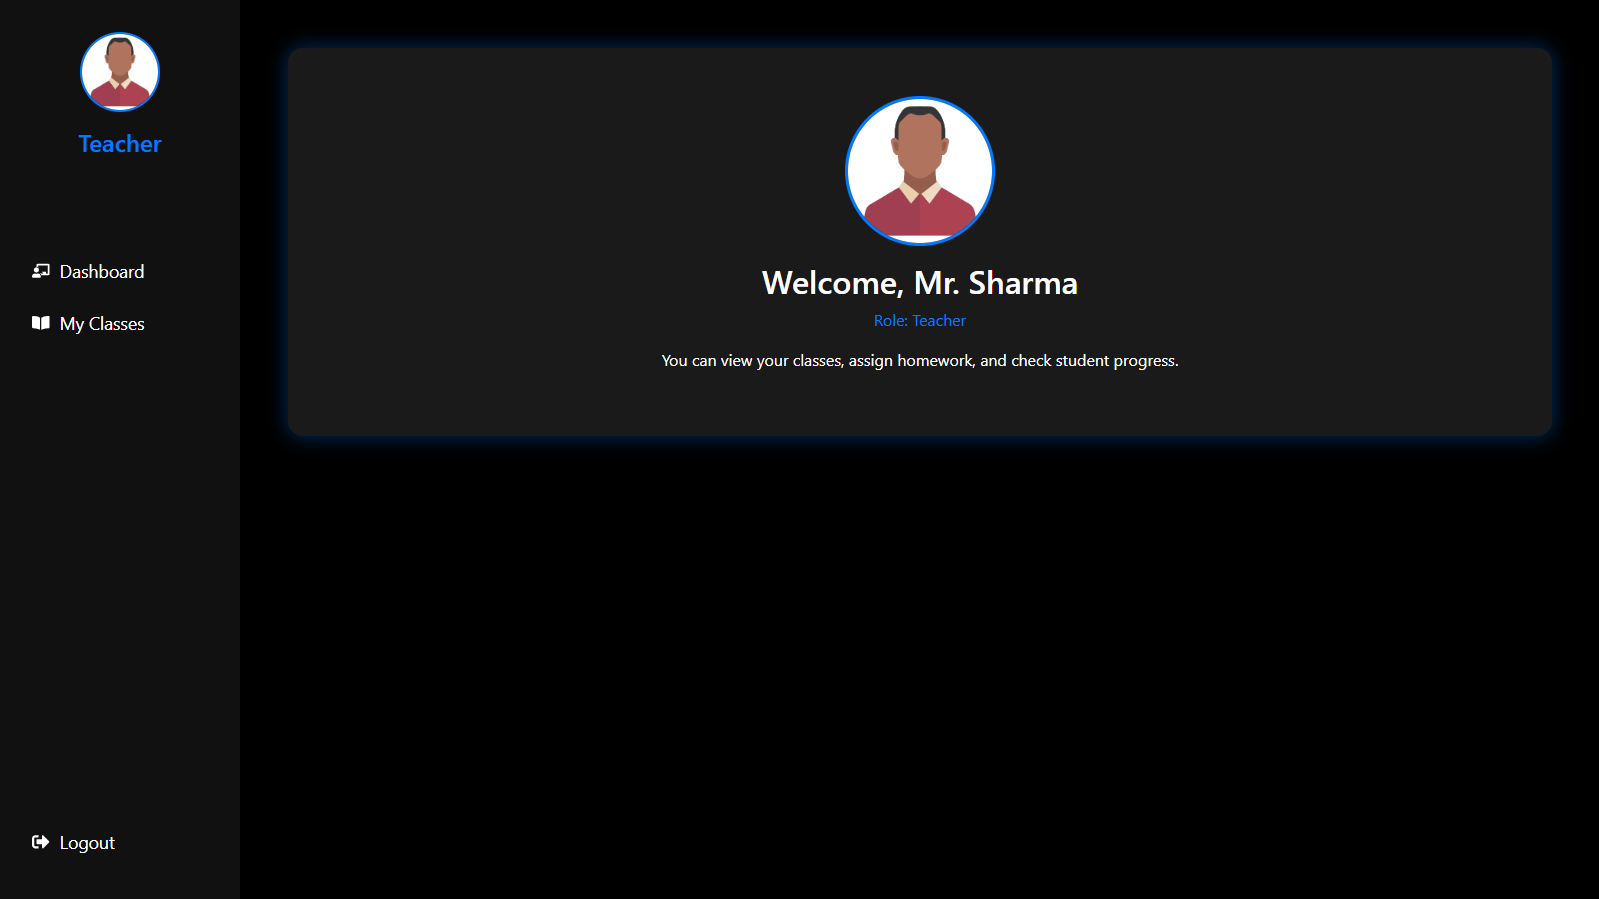 Teacher
Dashboard
My Classes
Logout
Welcome, Mr. Sharma
Role: Teacher
You can view your classes, assign homework, and check student progress.